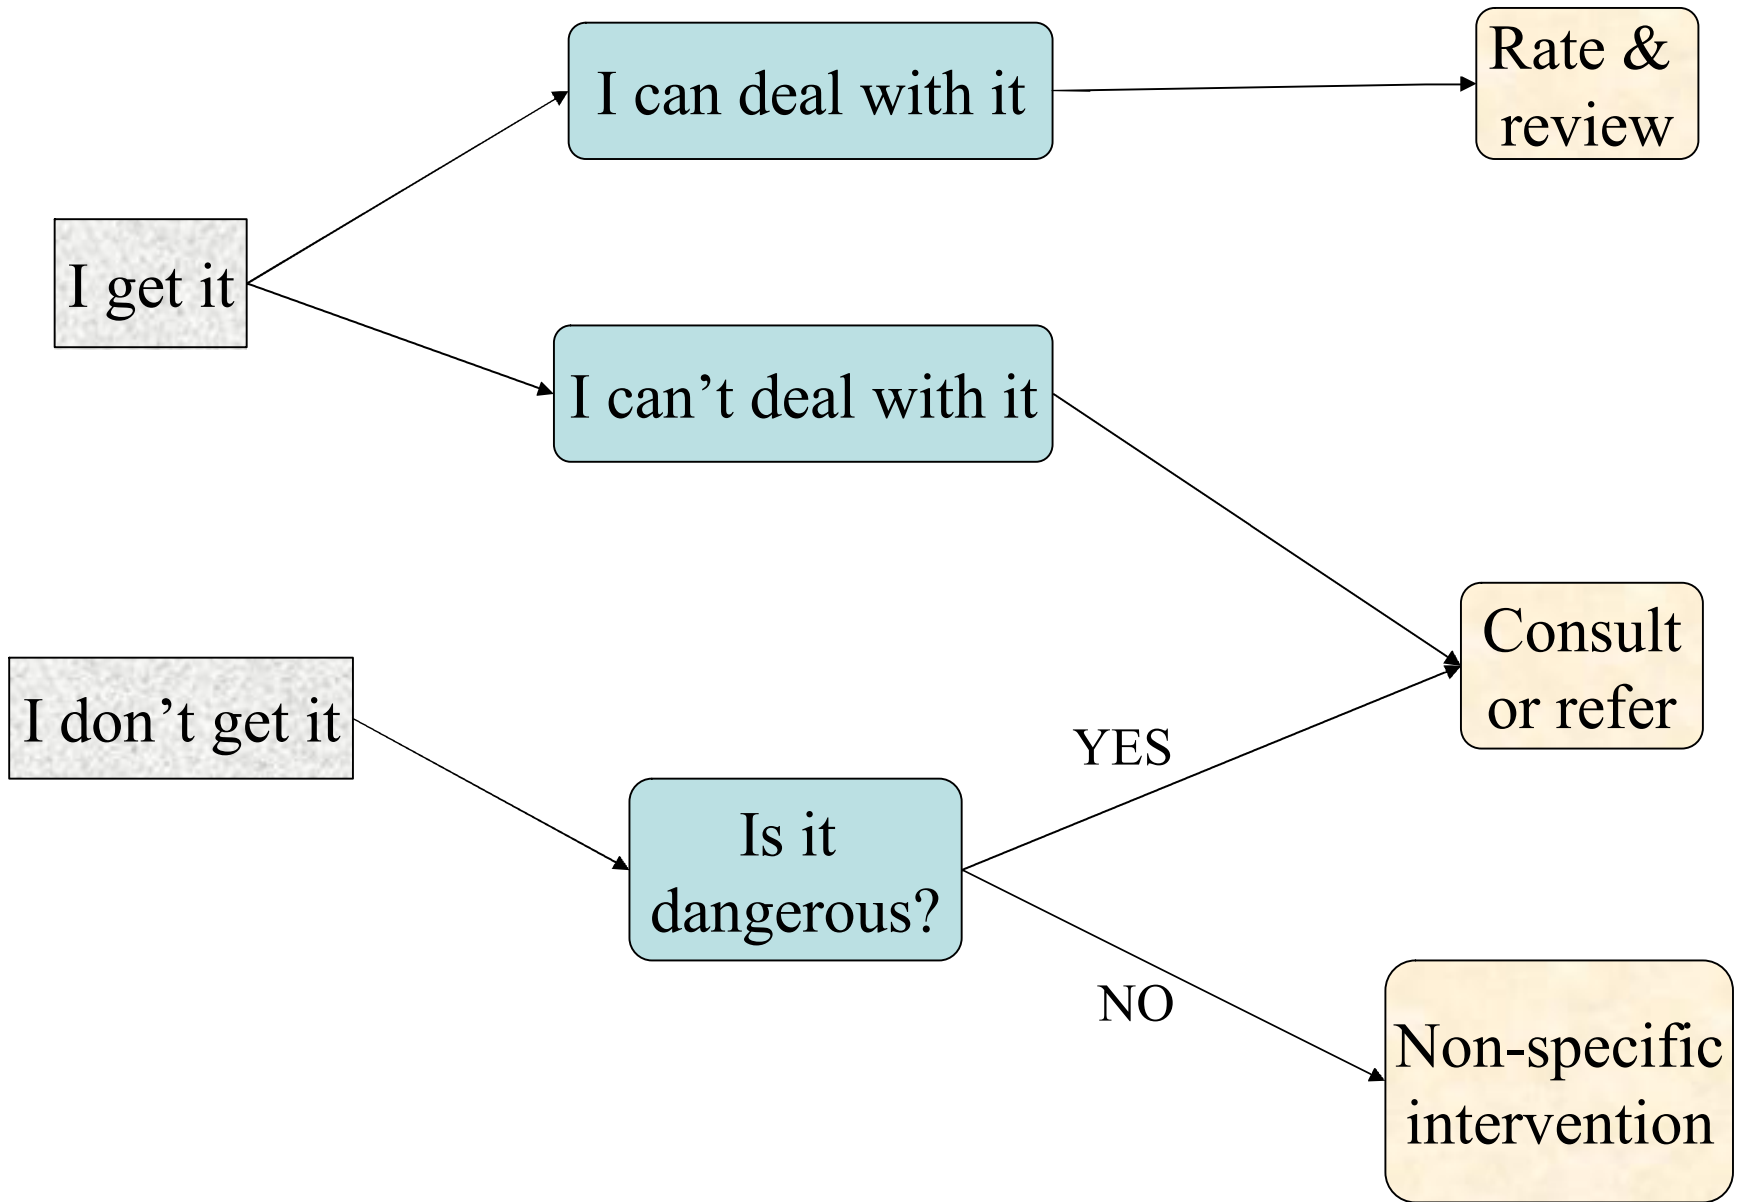 I can deal with it
Rate &
review
I get it
I can’t deal with it
Consult
or refer
I don’t get it
YES
Is it
dangerous?
NO
Non-specific
intervention